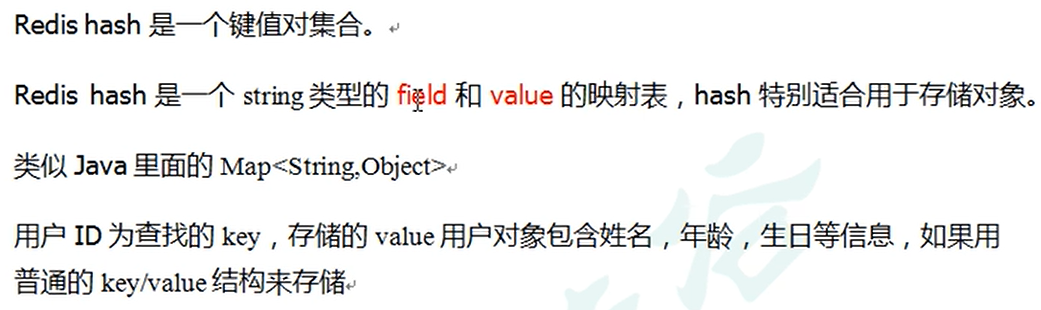 Redis hash 是一个键值对集合。
Redis hash 是一个 string 类型的 field 和 value 的映射表，hash 特别适合用于存储对象。
类似 Java 里面的 Map<String,Object>
用户 ID 为查找的 key，存储的 value 用户对象包含姓名，年龄，生日等信息，如果用
普通的 key/value 结构来存储